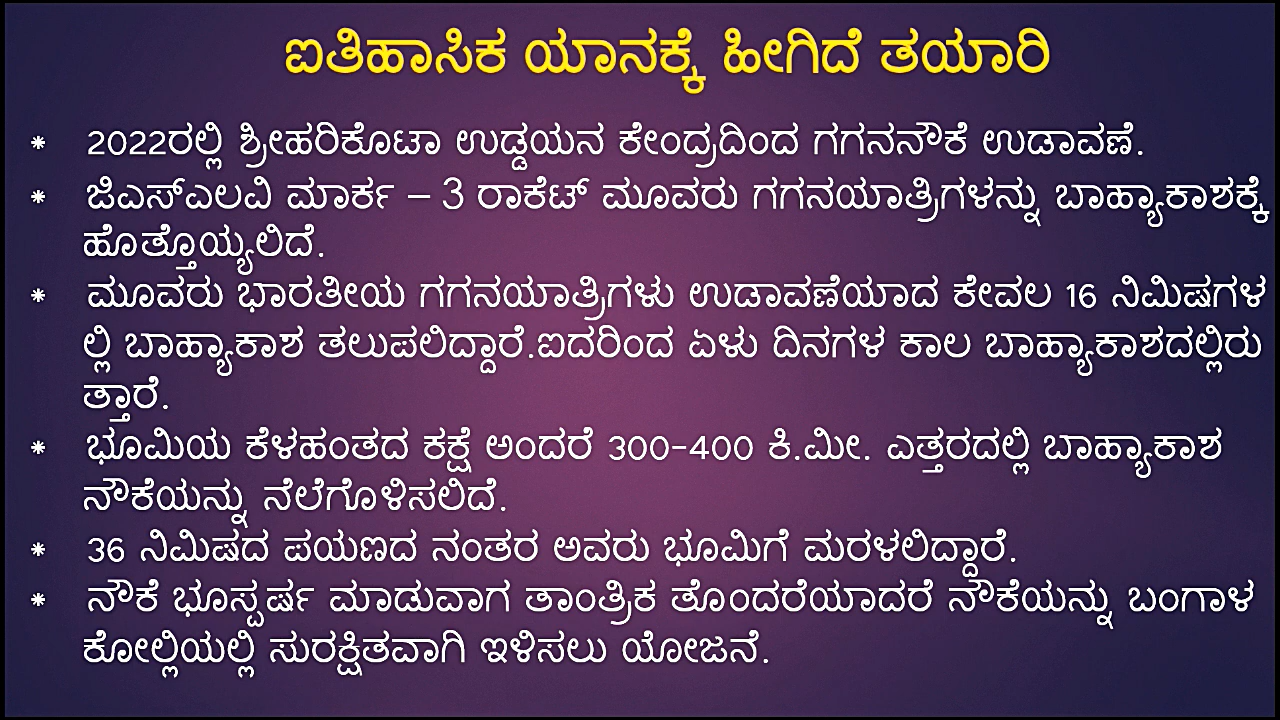 ಐತಿಹಾಸಿಕ ಯಾನಕ್ಕೆ ಹೀಗಿದೆ ತಯಾರಿ
* 2022ರಲ್ಲಿ ಶ್ರೀಹರಿಕೊಟಾ ಉಡ್ಡಯನ ಕೇಂದ್ರದಿಂದ ಗಗನನೌಕೆ ಉಡಾವಣೆ.
* ಜಿಎಸ್ಎಲವಿ ಮಾರ್ಕ – 3 ರಾಕೆಟ್ ಮೂವರು ಗಗನಯಾತ್ರಿಗಳನ್ನು ಬಾಹ್ಯಾಕಾಶಕ್ಕೆ
ಹೊತ್ತೊಯ್ಯಲಿದೆ.
* ಮೂವರು ಭಾರತೀಯ ಗಗನಯಾತ್ರಿಗಳು ಉಡಾವಣೆಯಾದ ಕೇವಲ 16 ನಿಮಿಷಗಳ
ಲ್ಲಿ ಬಾಹ್ಯಾಕಾಶ ತಲುಪಲಿದ್ದಾರೆ.ಐದರಿಂದ ಏಳು ದಿನಗಳ ಕಾಲ ಬಾಹ್ಯಾಕಾಶದಲ್ಲಿರು
ತ್ತಾರೆ.
* ಭೂಮಿಯ ಕೆಳಹಂತದ ಕಕ್ಷೆ ಅಂದರೆ 300-400 ಕಿ.ಮೀ. ಎತ್ತರದಲ್ಲಿ ಬಾಹ್ಯಾಕಾಶ
ನೌಕೆಯನ್ನು ನೆಲೆಗೊಳಿಸಲಿದೆ.
* 36 ನಿಮಿಷದ ಪಯಣದ ನಂತರ ಅವರು ಭೂಮಿಗೆ ಮರಳಲಿದ್ದಾರೆ.
* ನೌಕೆ ಭೂಸ್ಪರ್ಷ ಮಾಡುವಾಗ ತಾಂತ್ರಿಕ ತೊಂದರೆಯಾದರೆ ನೌಕೆಯನ್ನು ಬಂಗಾಳ
ಕೋಲ್ಲಿಯಲ್ಲಿ ಸುರಕ್ಷಿತವಾಗಿ ಇಳಿಸಲು ಯೋಜನೆ.